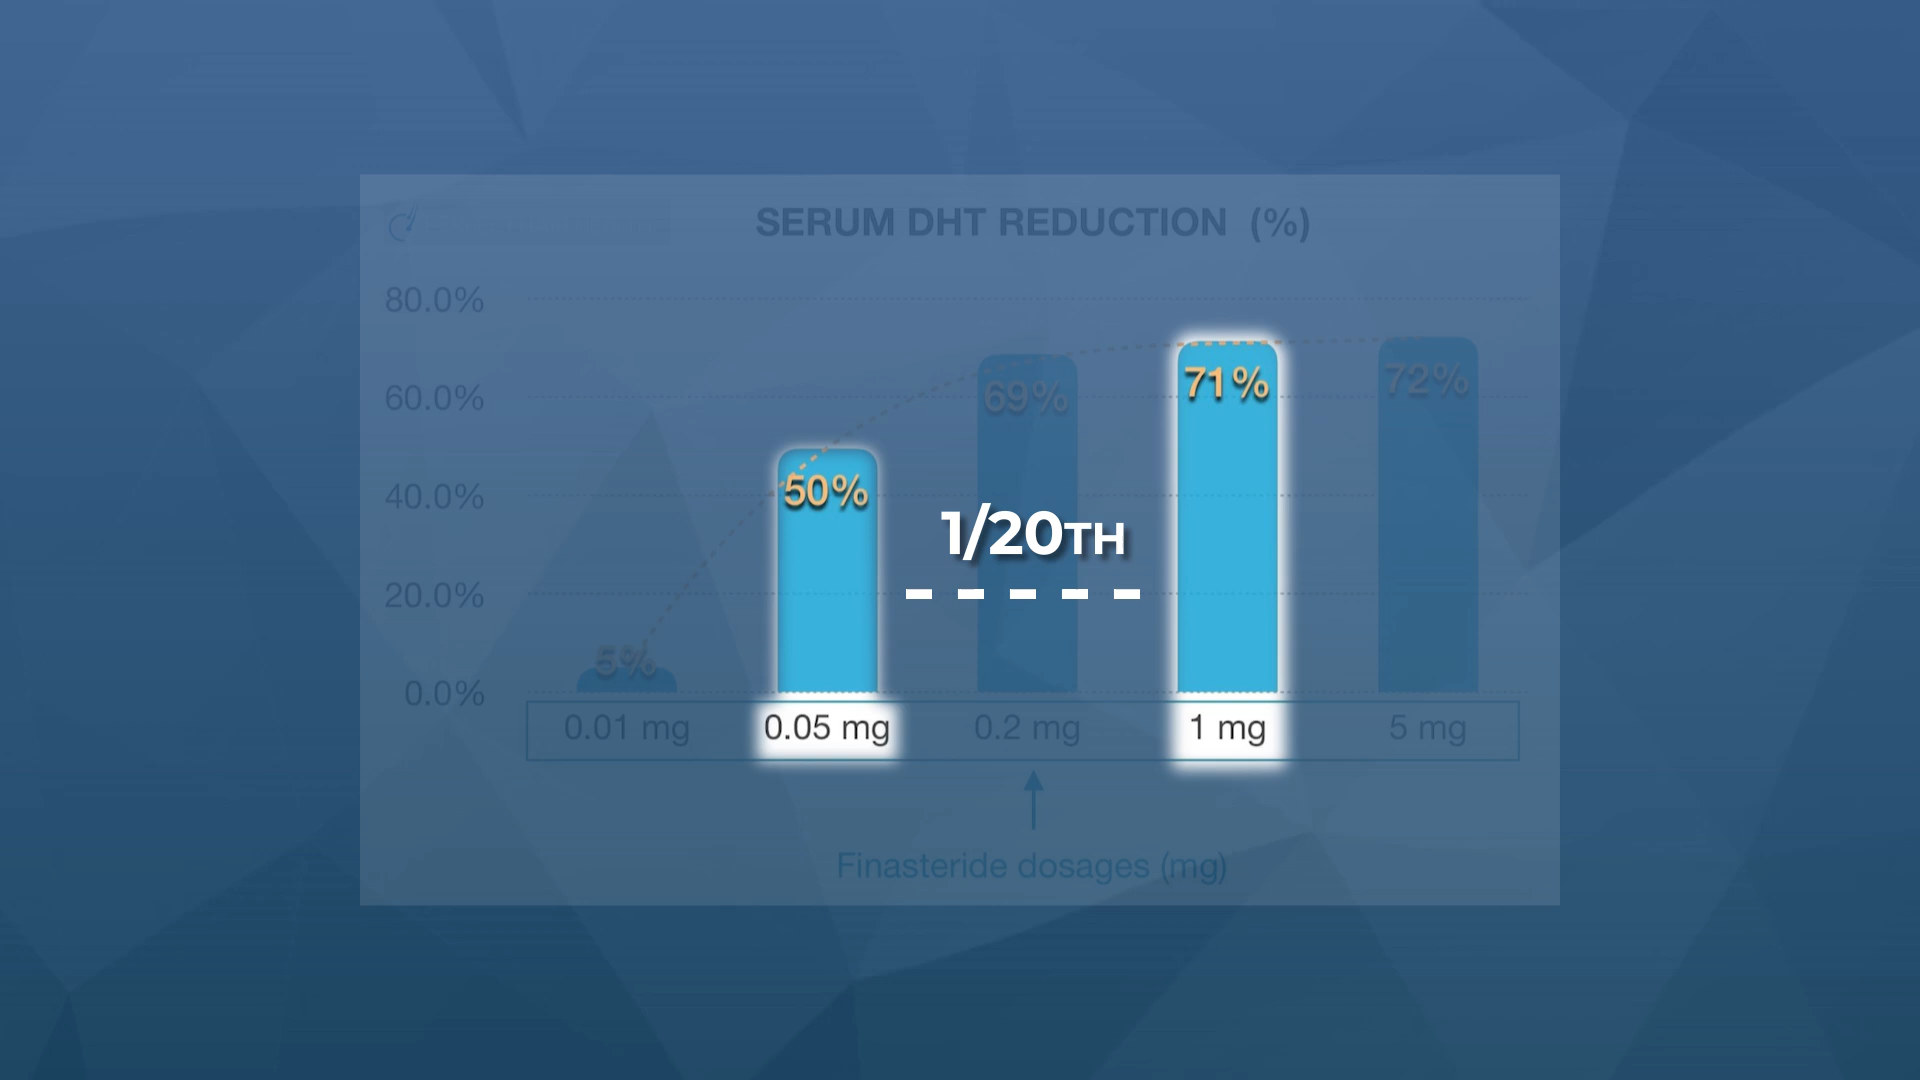 SERUM DHT REDUCTION (%)
80.0%
60.0%
40.0%
20.0%
0.0%
5%
50%
69%
71%
72%
1/20TH
0.01 mg
0.05 mg
0.2 mg
1 mg
5 mg
Finasteride dosages (mg)